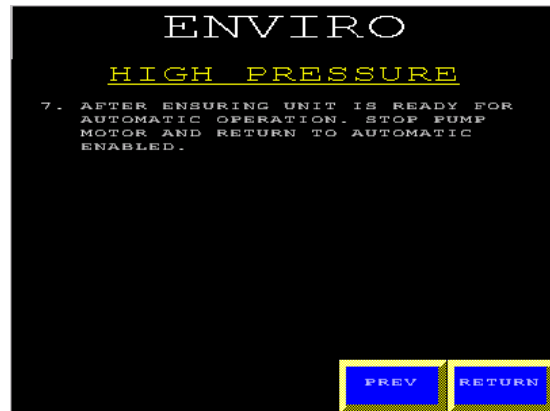 ENVIRO
HIGH PRESSURE
7. AFTER ENSURING UNIT IS READY FOR
AUTOMATIC OPERATION. STOP PUMP
MOTOR AND RETURN TO AUTOMATIC
ENABLED.
PREV RETURN